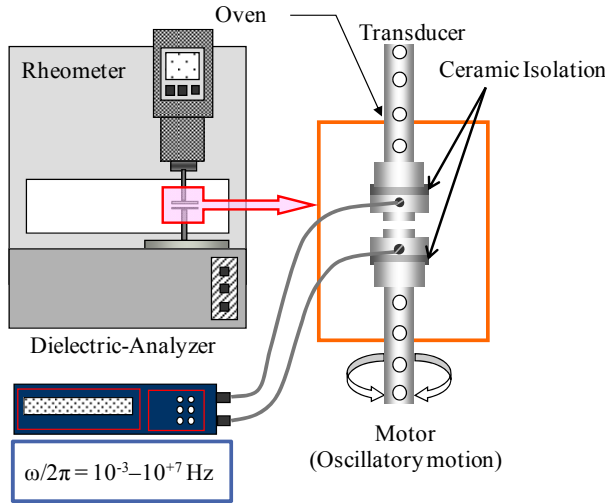 Oven
Transducer
Rheometer
Ceramic Isolation
Dielectric-Analyzer
Motor
(Oscillatory motion)
ω/2π = 10⁻³–10⁺⁷ Hz